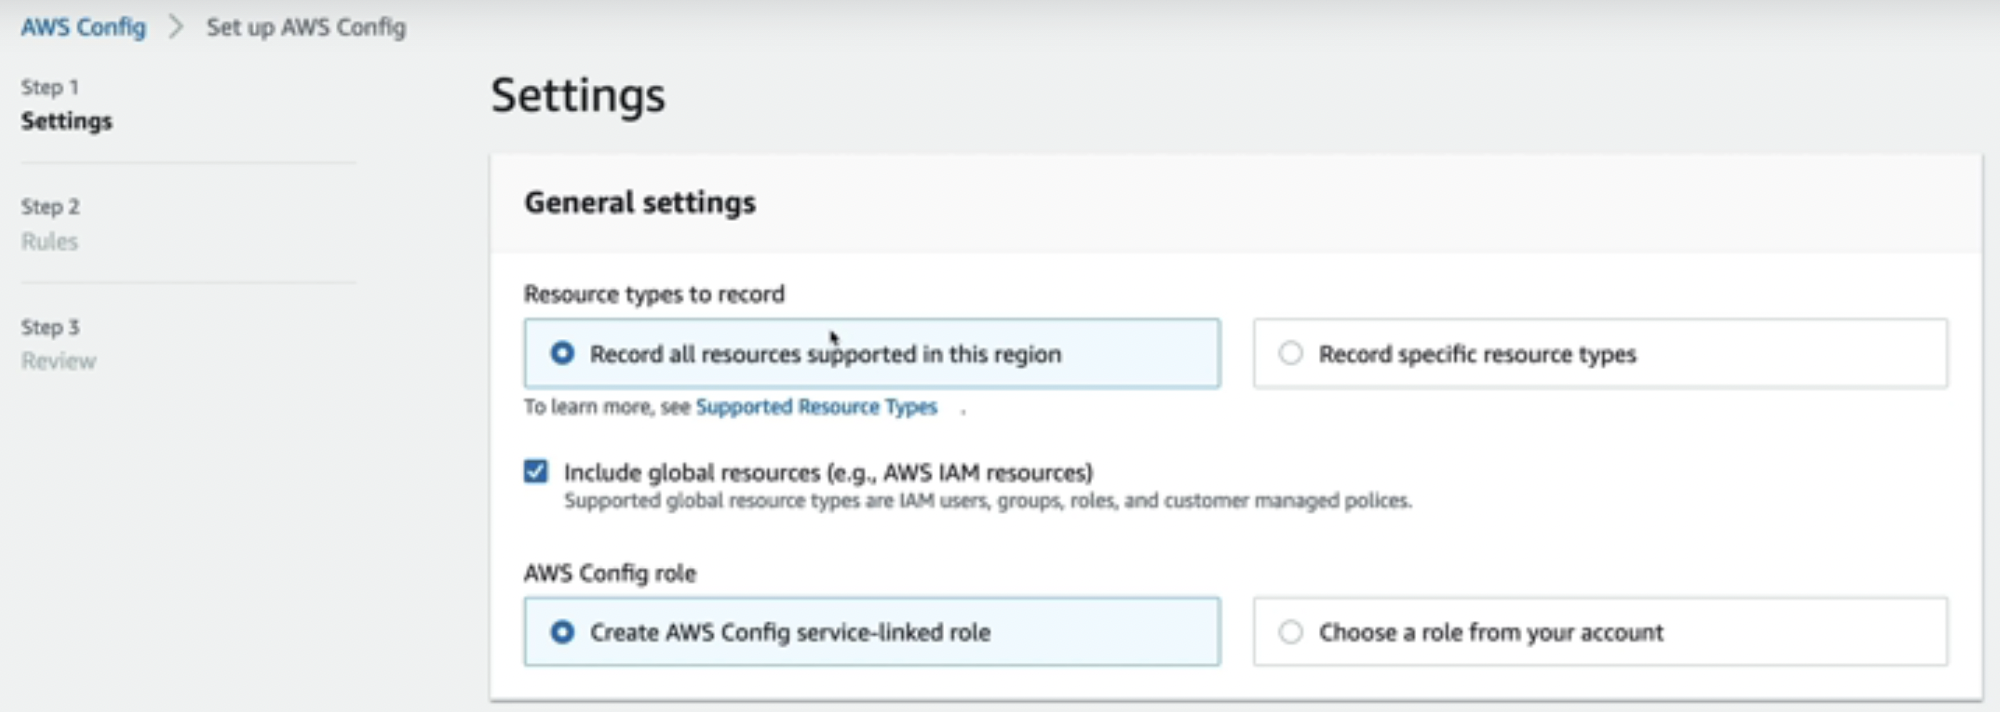 AWS Config > Set up AWS Config
Step 1
Settings
Step 2
Rules
Step 3
Review
Settings
General settings
Resource types to record
Record all resources supported in this region
Record specific resource types
To learn more, see Supported Resource Types .
Include global resources (e.g., AWS IAM resources)
Supported global resource types are IAM users, groups, roles, and customer managed polices.
AWS Config role
Create AWS Config service-linked role
Choose a role from your account